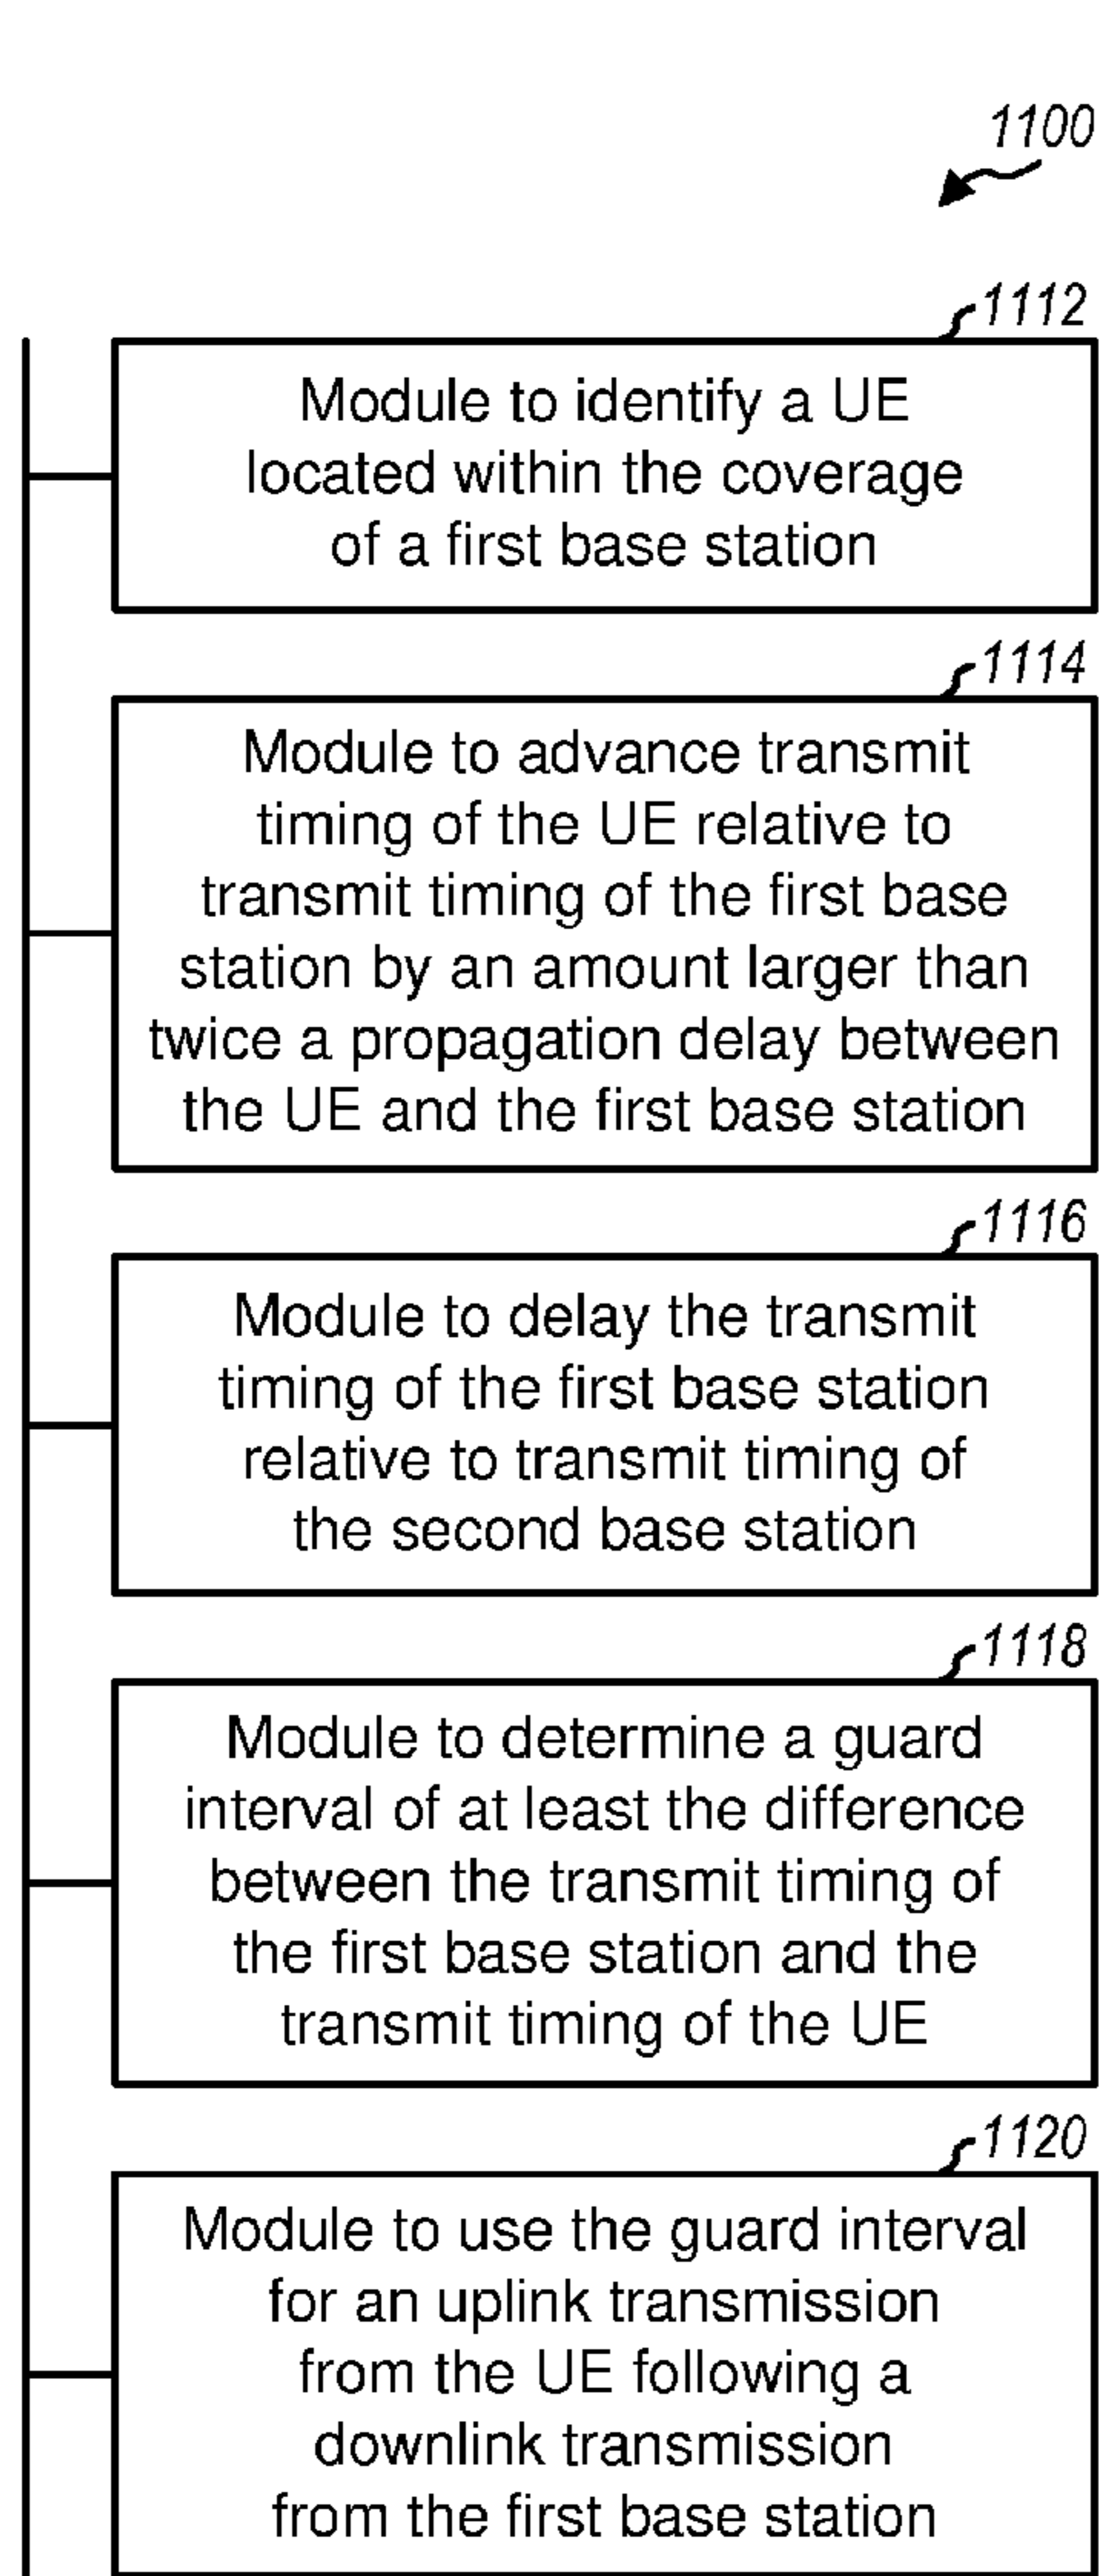 1100
1112
Module to identify a UE
located within the coverage
of a first base station
1114
Module to advance transmit
timing of the UE relative to
transmit timing of the first base
station by an amount larger than
twice a propagation delay between
the UE and the first base station
1116
Module to delay the transmit
timing of the first base station
relative to transmit timing of
the second base station
1118
Module to determine a guard
interval of at least the difference
between the transmit timing of
the first base station and the
transmit timing of the UE
1120
Module to use the guard interval
for an uplink transmission
from the UE following a
downlink transmission
from the first base station